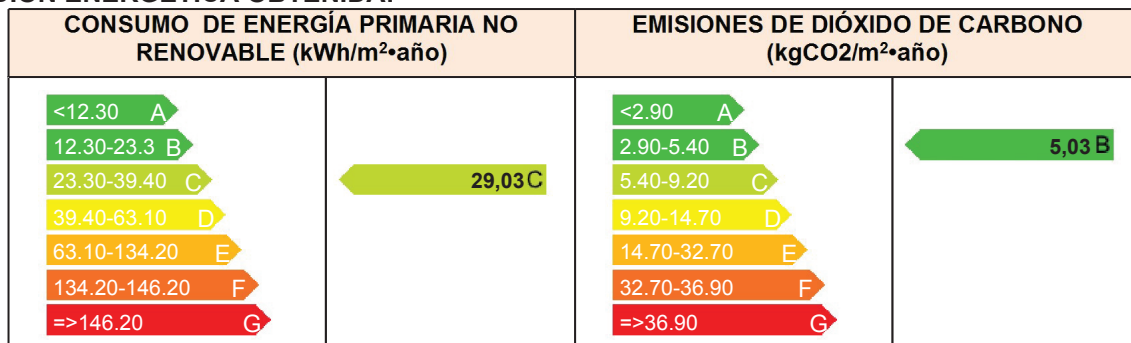 CIÓN ENERGÉTICA OBTENIDA:
CONSUMO DE ENERGÍA PRIMARIA NO
RENOVABLE (kWh/m²•año)
EMISIONES DE DIÓXIDO DE CARBONO
(kgCO2/m²•año)
<12.30 A
12.30-23.3 B
23.30-39.40 C
39.40-63.10 D
63.10-134.20 E
134.20-146.20 F
=>146.20 G
29,03 C
<2.90 A
2.90-5.40 B
5.40-9.20 C
9.20-14.70 D
14.70-32.70 E
32.70-36.90 F
=>36.90 G
5,03 B